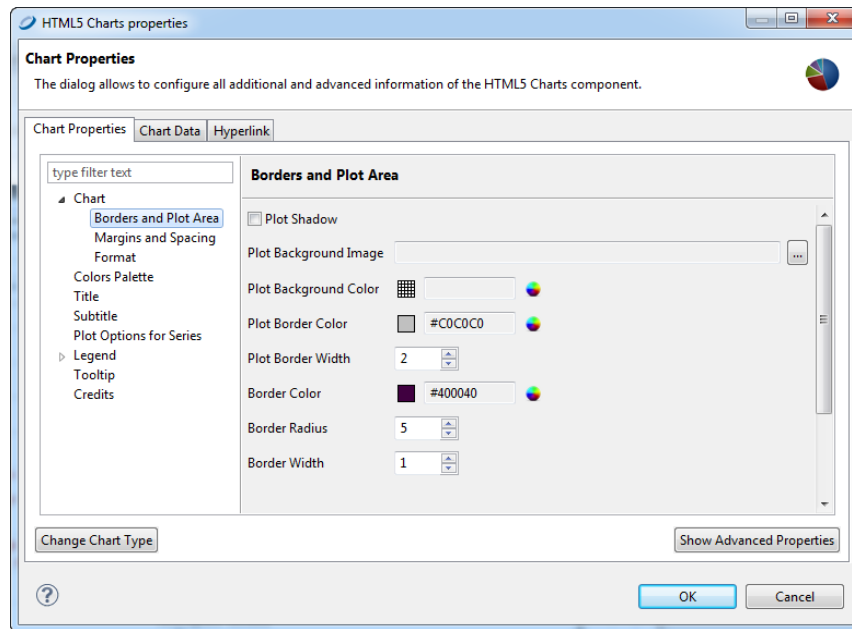 HTML5 Charts properties
Chart Properties
The dialog allows to configure all additional and advanced information of the HTML5 Charts component.
Chart Properties Chart Data Hyperlink
type filter text
Chart
Borders and Plot Area
Margins and Spacing
Format
Colors Palette
Title
Subtitle
Plot Options for Series
Legend
Tooltip
Credits
Borders and Plot Area
Plot Shadow
Plot Background Image ...
Plot Background Color
Plot Border Color #C0C0C0
Plot Border Width 2
Border Color #400040
Border Radius 5
Border Width 1
Change Chart Type Show Advanced Properties
? OK Cancel